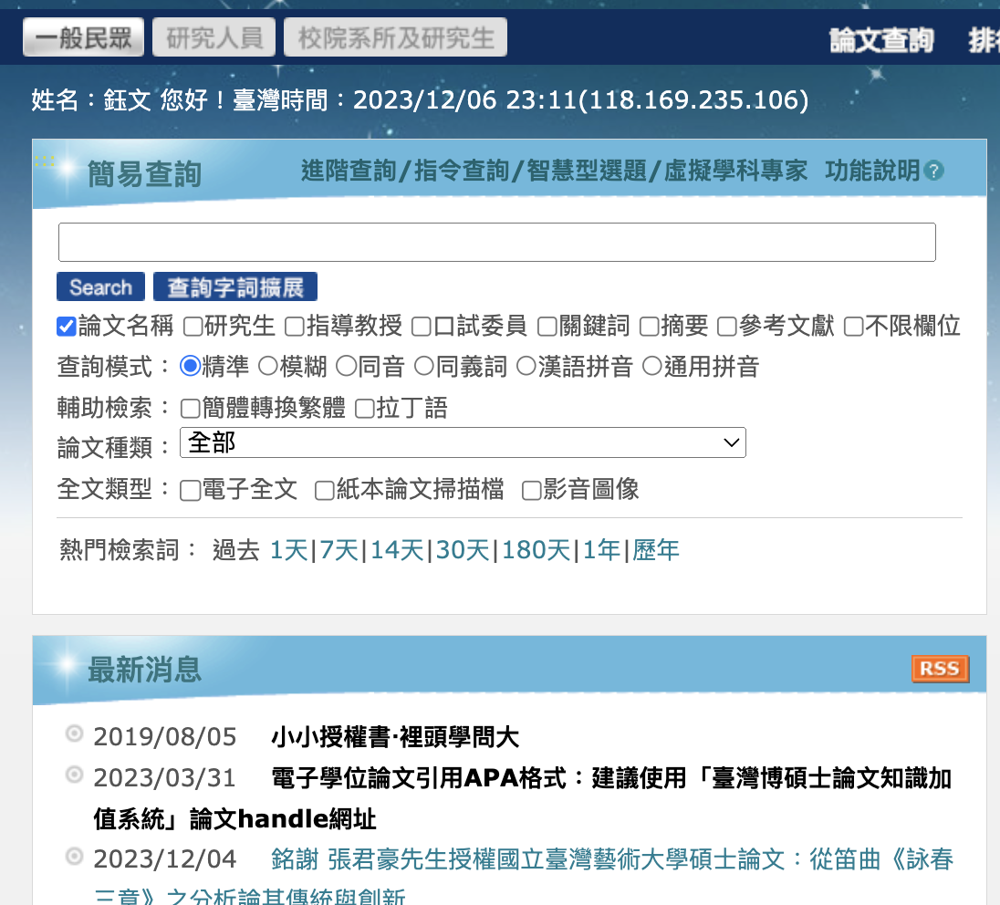 一般民眾 研究人員 校院系所及研究生 論文查詢
姓名：鈺文 您好！臺灣時間：2023/12/06 23:11(118.169.235.106)
簡易查詢 進階查詢/指令查詢/智慧型選題/虛擬學科專家 功能說明?
Search 查詢字詞擴展
論文名稱 研究生 指導教授 口試委員 關鍵詞 摘要 參考文獻 不限欄位
查詢模式： 精準 模糊 同音 同義詞 漢語拼音 通用拼音
輔助檢索： 簡體轉換繁體 拉丁語
論文種類： 全部
全文類型： 電子全文 紙本論文掃描檔 影音圖像
熱門檢索詞： 過去 1天|7天|14天|30天|180天|1年|歷年
最新消息 RSS
2019/08/05 小小授權書‧裡頭學問大
2023/03/31 電子學位論文引用APA格式：建議使用「臺灣博碩士論文知識加
值系統」論文handle網址
2023/12/04 銘謝 張君豪先生授權國立臺灣藝術大學碩士論文：從笛曲《詠春
三章》之分析論其傳統與創新